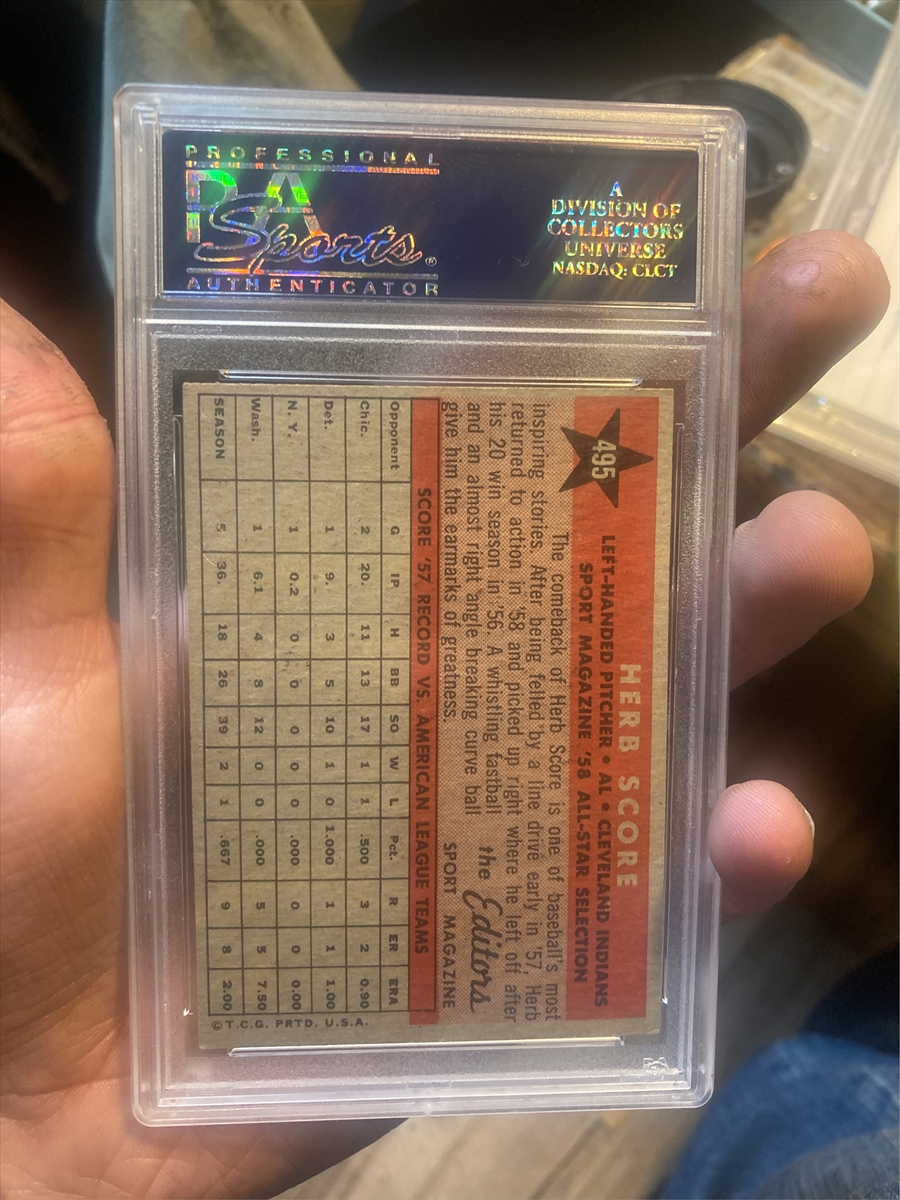 PROFESSIONAL
PSA
Sports®
AUTHENTICATOR
A
DIVISION OF
COLLECTORS
UNIVERSE
NASDAQ: CLCT
495
HERB SCORE
LEFT-HANDED PITCHER • AL • CLEVELAND INDIANS
SPORT MAGAZINE '58 ALL-STAR SELECTION
The comeback of Herb Score is one of baseball's most
inspiring stories. After being felled by a line drive early in '57, Herb
returned to action in '58 and picked up right where he left off after
his 20 win season in '56. A whistling fastball
and an almost right angle breaking curve ball
give him the earmarks of greatness.
the Editors
SPORT MAGAZINE
SCORE '57 RECORD VS. AMERICAN LEAGUE TEAMS
Opponent G IP H BB SO W L Pct. R ER ERA
Chic. 2 20. 11 13 17 1 1 .500 3 2 0.90
Det. 1 9. 3 5 10 1 0 1.000 1 1 1.00
N. Y. 1 0.2 0 0 0 0 0 .000 0 0 0.00
Wash. 1 6.1 4 8 12 0 0 .000 5 5 7.50
SEASON 5 36. 18 26 39 2 1 .667 9 8 2.00
©T.C.G. PRTD. U.S.A.